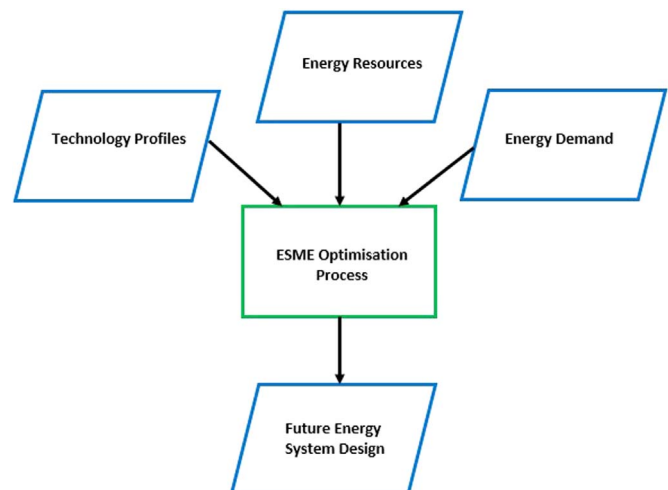 Energy Resources
Technology Profiles
Energy Demand
ESME Optimisation
Process
Future Energy
System Design